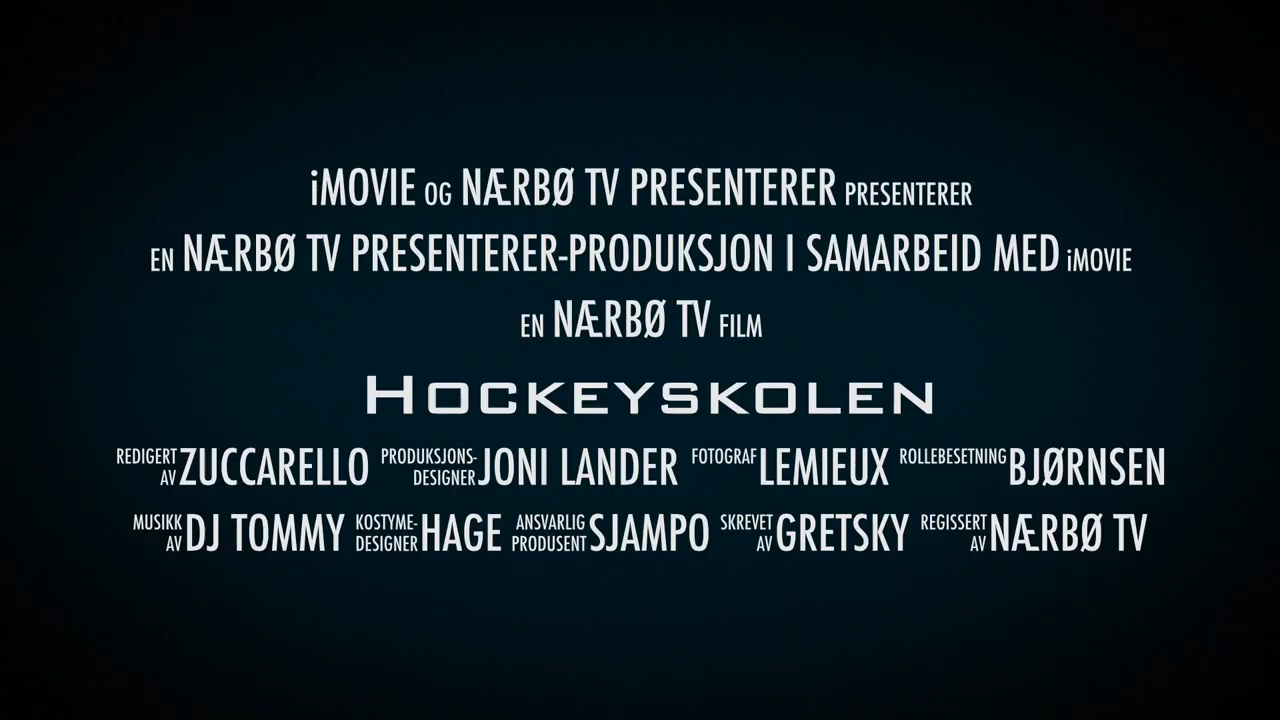 iMOVIE OG NÆRBØ TV PRESENTERER PRESENTERER
EN NÆRBØ TV PRESENTERER-PRODUKSJON I SAMARBEID MED iMOVIE
EN NÆRBØ TV FILM
HOCKEYSKOLEN
REDIGERT AV ZUCCARELLO PRODUKSJONS-DESIGNER JONI LANDER FOTOGRAF LEMIEUX ROLLEBESETNING BJØRNSEN
MUSIKK AV DJ TOMMY KOSTYME-DESIGNER HAGE ANSVARLIG PRODUSENT SJAMPO SKREVET AV GRETSKY REGISSERT AV NÆRBØ TV